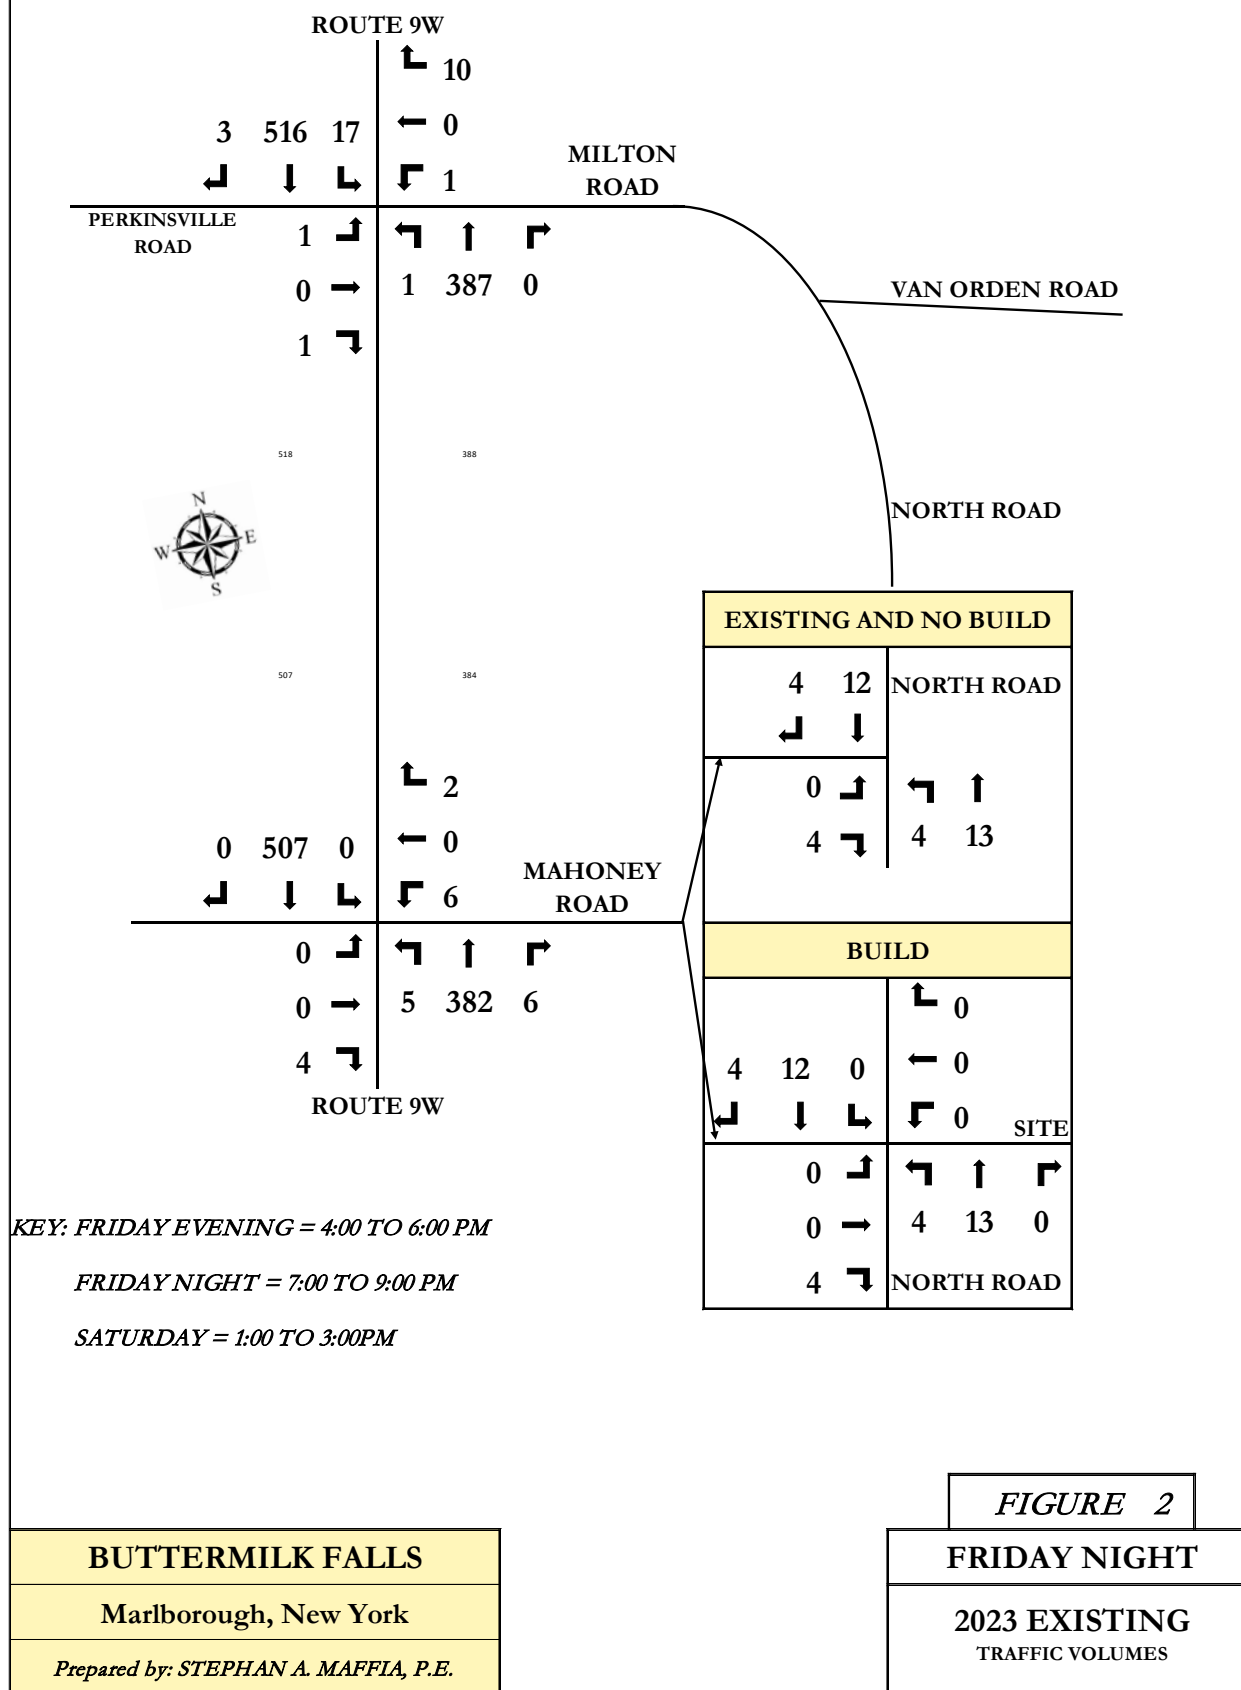 ROUTE 9W
10
3 516 17 0
MILTON
ROAD
1
PERKINSVILLE
ROAD
1
0 1 387 0
1
VAN ORDEN ROAD
518 388
N
W E
S
NORTH ROAD
EXISTING AND NO BUILD
507 384
4 12 NORTH ROAD
0
4 4 13
2
0 507 0 0
MAHONEY
ROAD
6
0
0 5 382 6
4
ROUTE 9W
BUILD
0
4 12 0 0
0 SITE
0
0 4 13 0
4 NORTH ROAD
KEY: FRIDAY EVENING = 4:00 TO 6:00 PM
FRIDAY NIGHT = 7:00 TO 9:00 PM
SATURDAY = 1:00 TO 3:00PM
FIGURE 2
BUTTERMILK FALLS
Marlborough, New York
Prepared by: STEPHAN A. MAFFIA, P.E.
FRIDAY NIGHT
2023 EXISTING
TRAFFIC VOLUMES